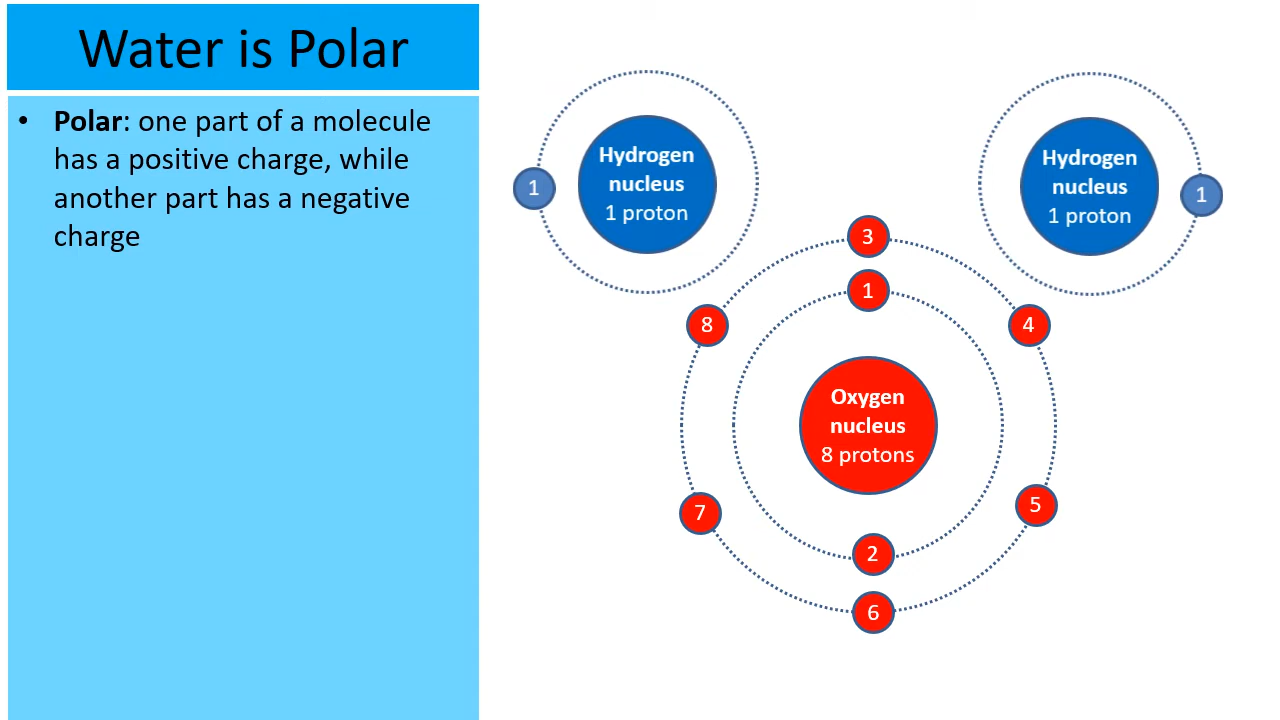 Water is Polar
• Polar: one part of a molecule
has a positive charge, while
another part has a negative
charge
Hydrogen
nucleus
1 proton
1
Hydrogen
nucleus
1 proton
1
3
1
8
4
Oxygen
nucleus
8 protons
7
5
2
6